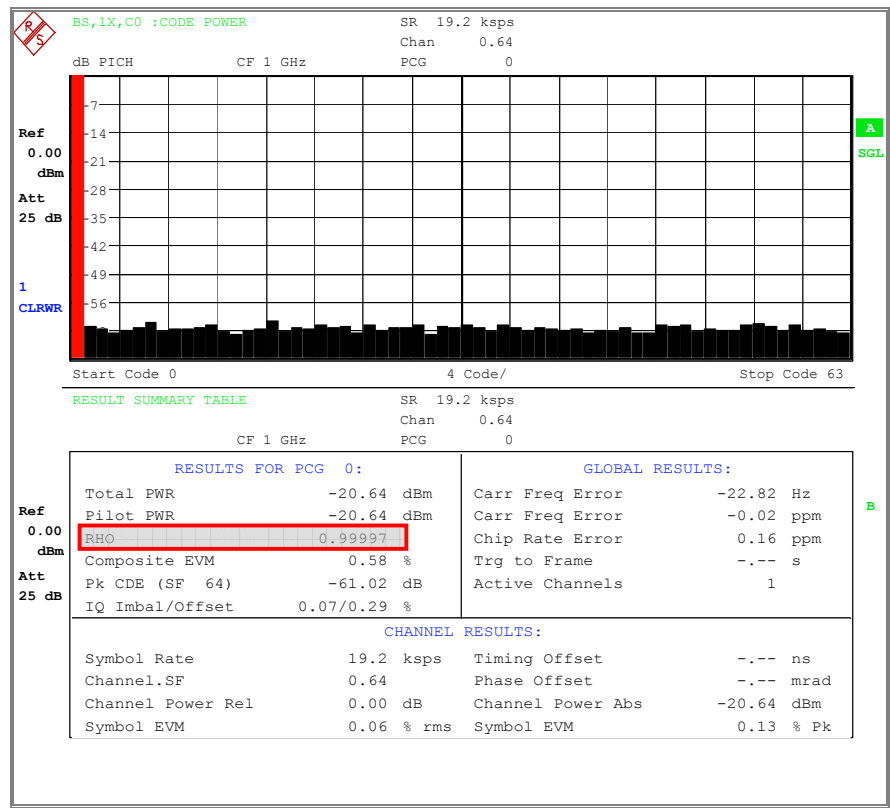 R S
BS,1X,C0 :CODE POWER SR 19.2 ksps
Chan 0.64
dB PICH CF 1 GHz PCG 0
-7
Ref -14 A
0.00 SGL
dBm -21
Att -28
25 dB -35
-42
-49
1
CLRWR -56
Start Code 0 4 Code/ Stop Code 63
RESULT SUMMARY TABLE SR 19.2 ksps
Chan 0.64
CF 1 GHz PCG 0
RESULTS FOR PCG 0: GLOBAL RESULTS:
Total PWR -20.64 dBm Carr Freq Error -22.82 Hz
Ref B
Pilot PWR -20.64 dBm Carr Freq Error -0.02 ppm
0.00
RHO 0.99997 Chip Rate Error 0.16 ppm
dBm
Composite EVM 0.58 % Trg to Frame -.-- s
Att
Pk CDE (SF 64) -61.02 dB Active Channels 1
25 dB
IQ Imbal/Offset 0.07/0.29 %
CHANNEL RESULTS:
Symbol Rate 19.2 ksps Timing Offset -.-- ns
Channel.SF 0.64 Phase Offset -.-- mrad
Channel Power Rel 0.00 dB Channel Power Abs -20.64 dBm
Symbol EVM 0.06 % rms Symbol EVM 0.13 % Pk